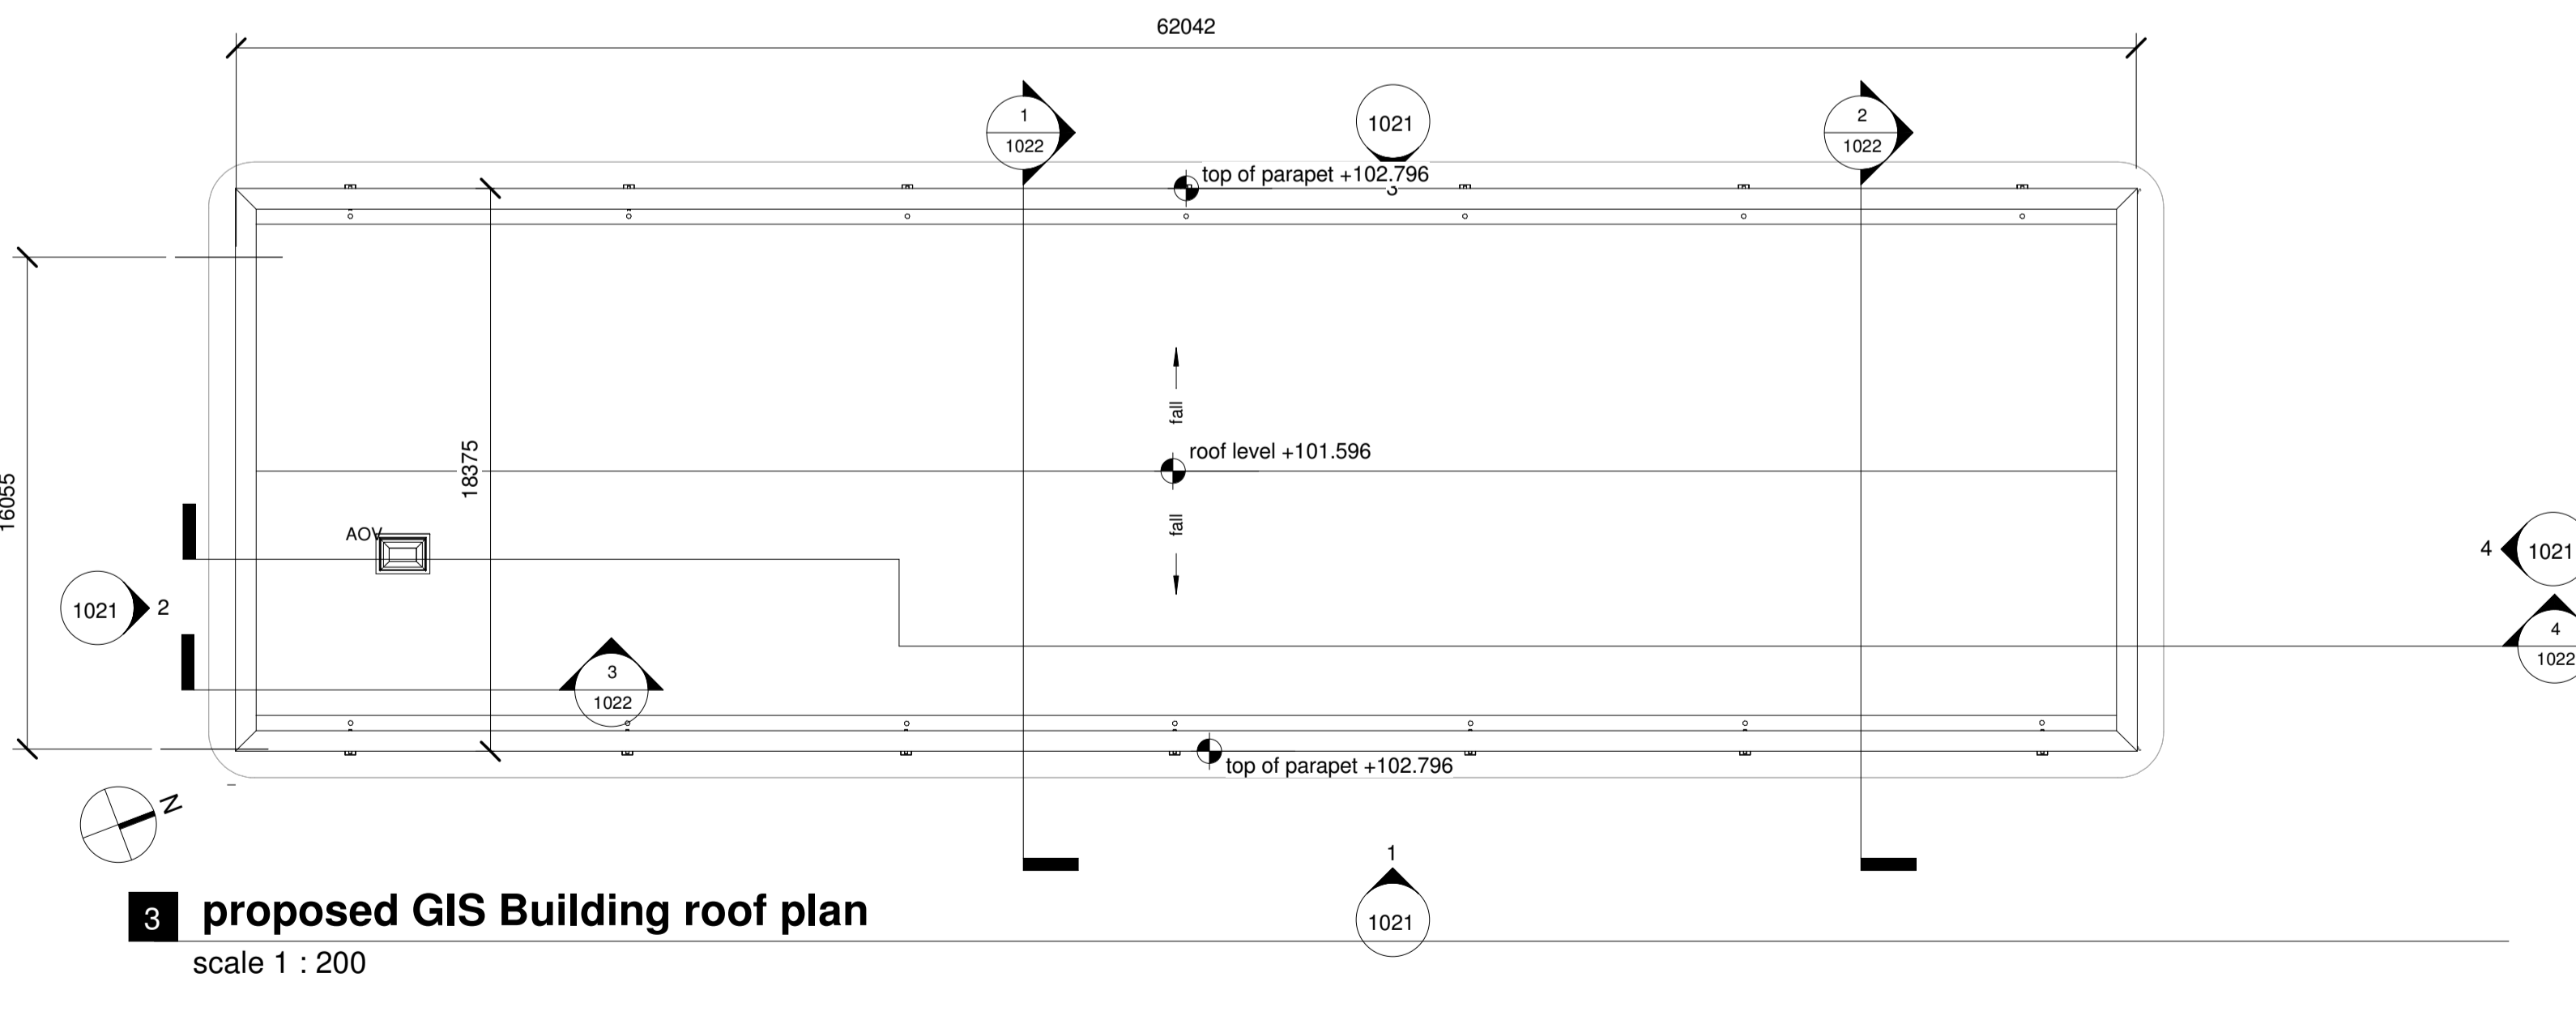 62042
1
1022
1021
2
1022
top of parapet +102.796
3
fall
roof level +101.596
18375
16055
fall
AOV
4
1021
1021
2
4
1022
3
1022
top of parapet +102.796
N
1
1021
3
proposed GIS Building roof plan
scale 1 : 200